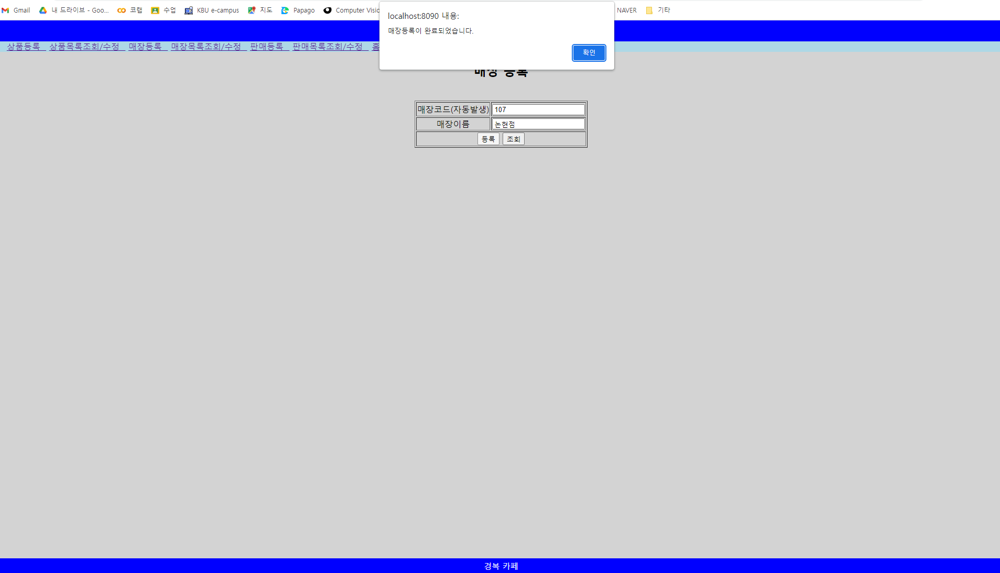 Gmail 내 드라이브 - Goo... 코랩 수업 KBU e-campus 지도 Papago Computer Visio NAVER 기타
localhost:8090 내용:
매장등록이 완료되었습니다.
확인
상품등록 상품목록조회/수정 매장등록 매장목록조회/수정 판매등록 판매목록조회/수정 홈
매장 등록
매장코드(자동발생) 107
매장이름 논현점
등록 조회
경복 카페